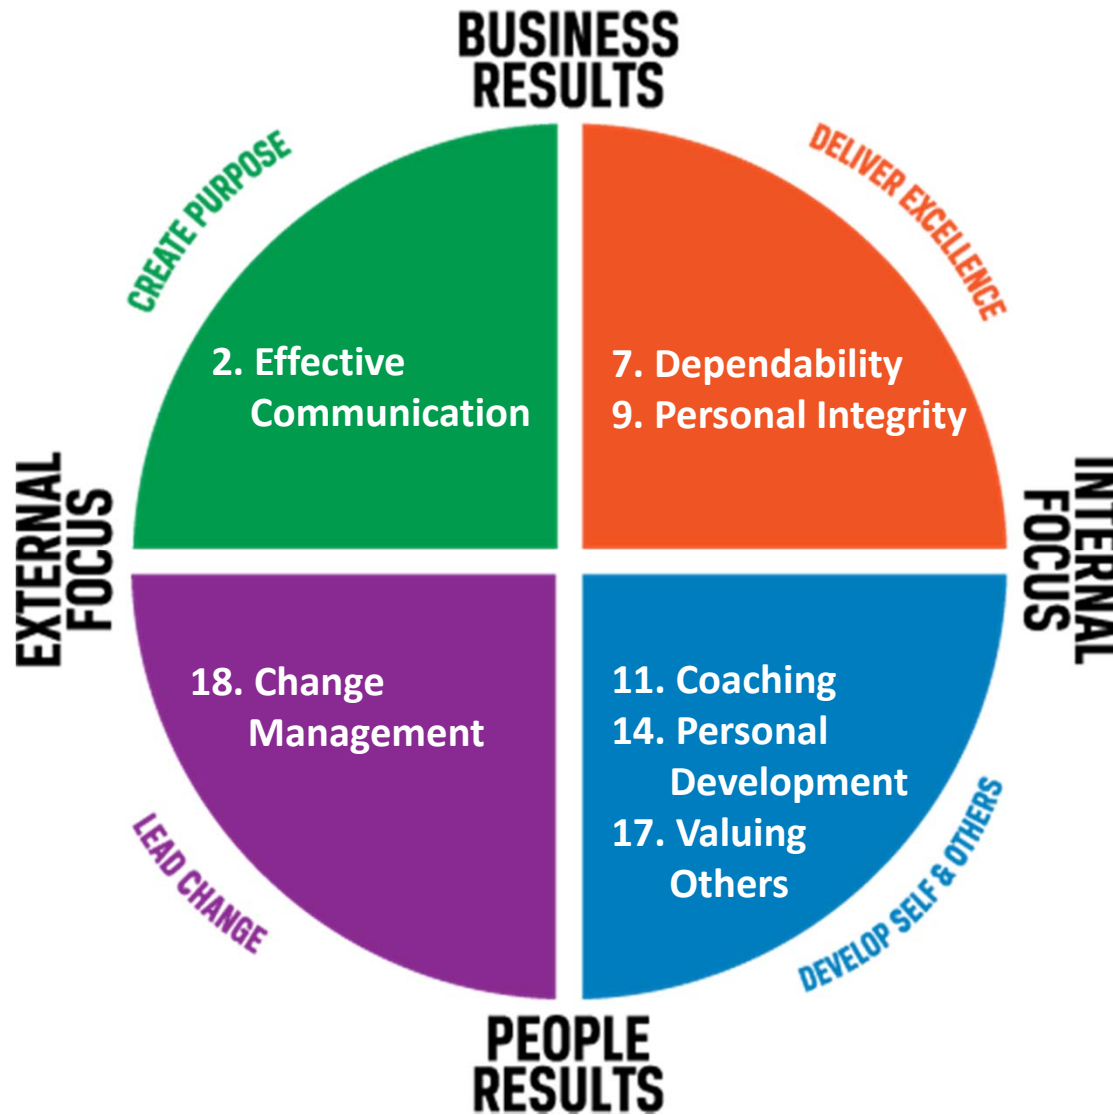 BUSINESS
RESULTS
CREATE PURPOSE
DELIVER EXCELLENCE
2. Effective
Communication
7. Dependability
9. Personal Integrity
EXTERNAL
FOCUS
INTERNAL
FOCUS
18. Change
Management
11. Coaching
14. Personal
Development
17. Valuing
Others
LEAD CHANGE
DEVELOP SELF & OTHERS
PEOPLE
RESULTS